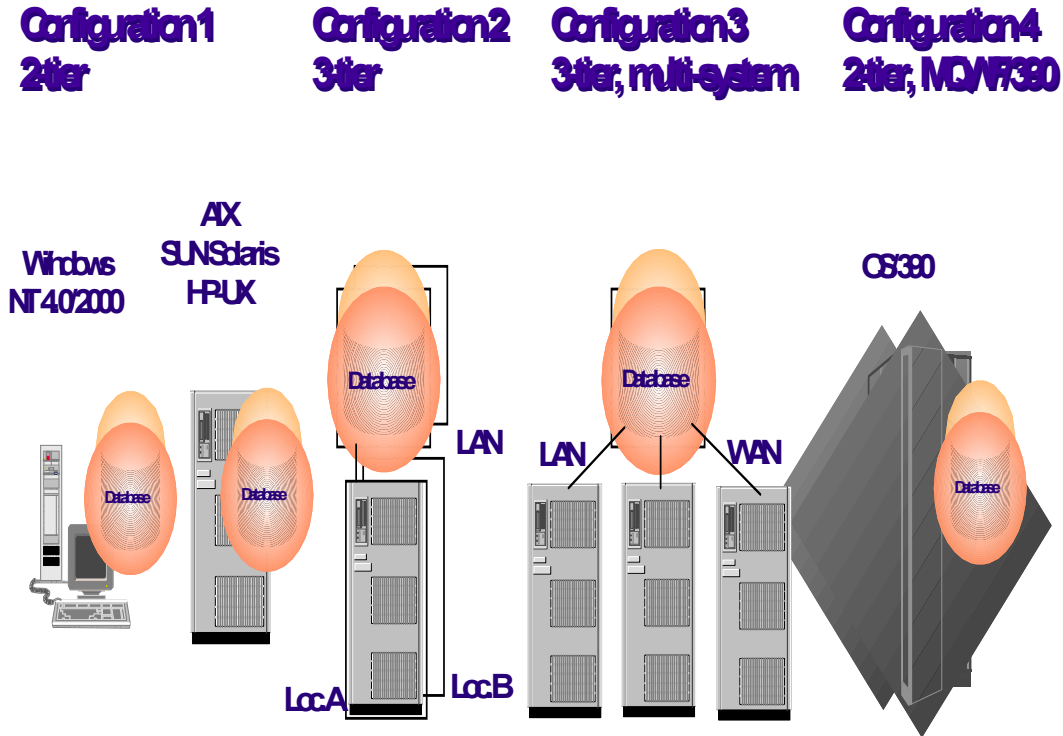 Configuration 1
2-tier
Configuration 2
3-tier
Configuration 3
3-tier, multi-system
Configuration 4
2-tier, MQWF/390
Windows
NT 4.0/2000
AIX
SUN Solaris
HP-UX
OS/390
Database
Database
Database
Database
Database
LAN
LAN
WAN
Loc.A
Loc.B